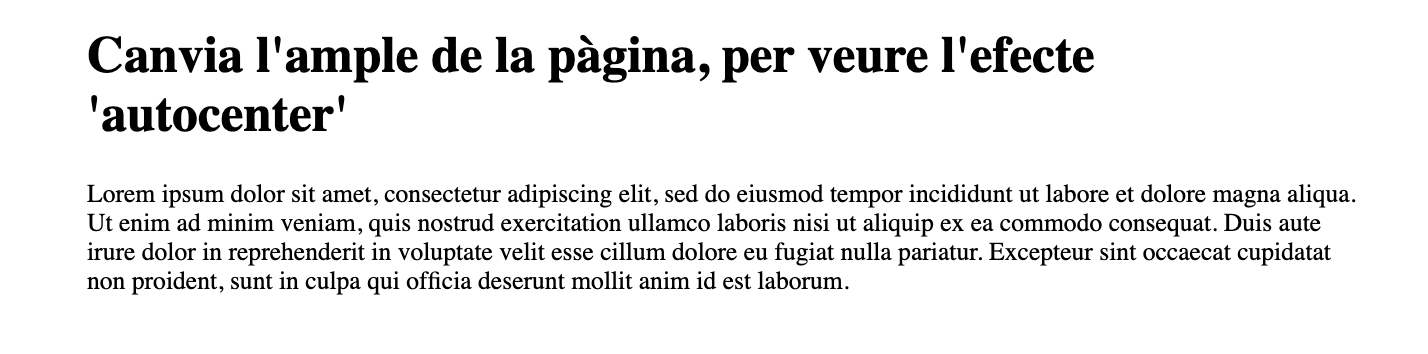 Canvia l'ample de la pàgina, per veure l'efecte
'autocenter'
Lorem ipsum dolor sit amet, consectetur adipiscing elit, sed do eiusmod tempor incididunt ut labore et dolore magna aliqua.
Ut enim ad minim veniam, quis nostrud exercitation ullamco laboris nisi ut aliquip ex ea commodo consequat. Duis aute
irure dolor in reprehenderit in voluptate velit esse cillum dolore eu fugiat nulla pariatur. Excepteur sint occaecat cupidatat
non proident, sunt in culpa qui officia deserunt mollit anim id est laborum.